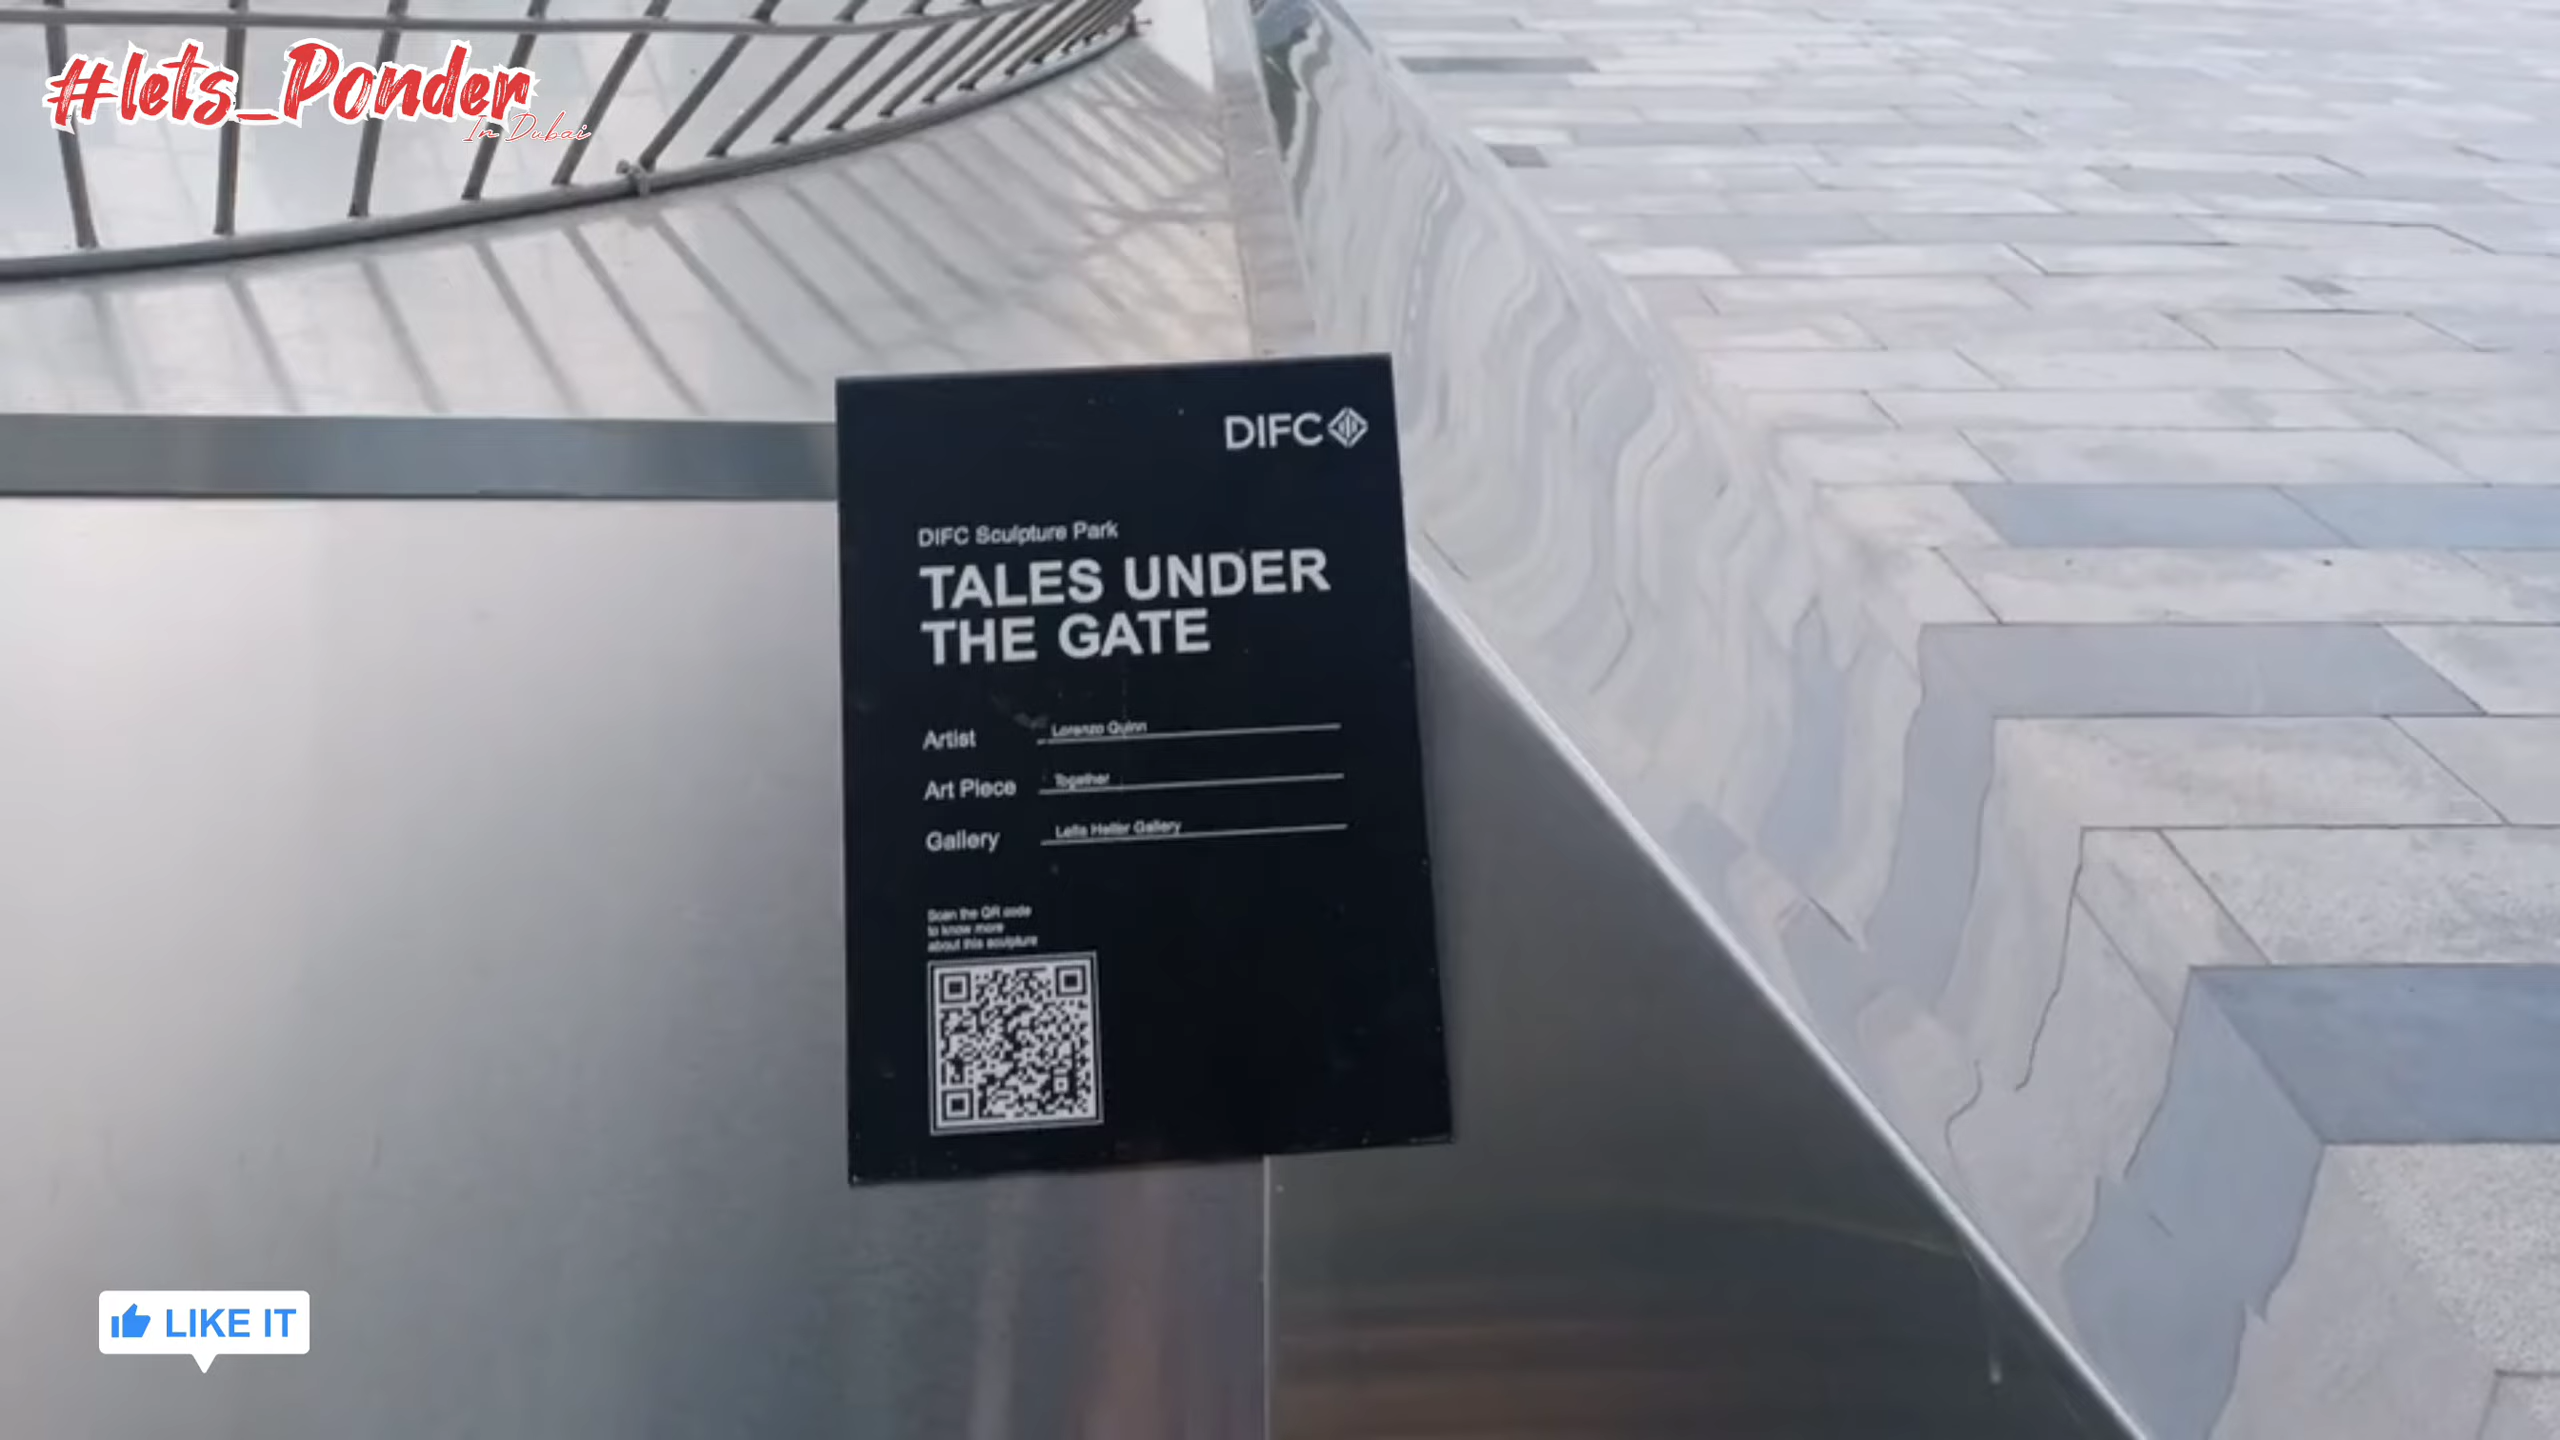 #lets_Ponder
In Dubai
DIFC
DIFC Sculpture Park
TALES UNDER
THE GATE
Artist Lorenzo Quinn
Art Piece Together
Gallery Leila Heller Gallery
Scan the QR code
to know more
about this sculpture
LIKE IT